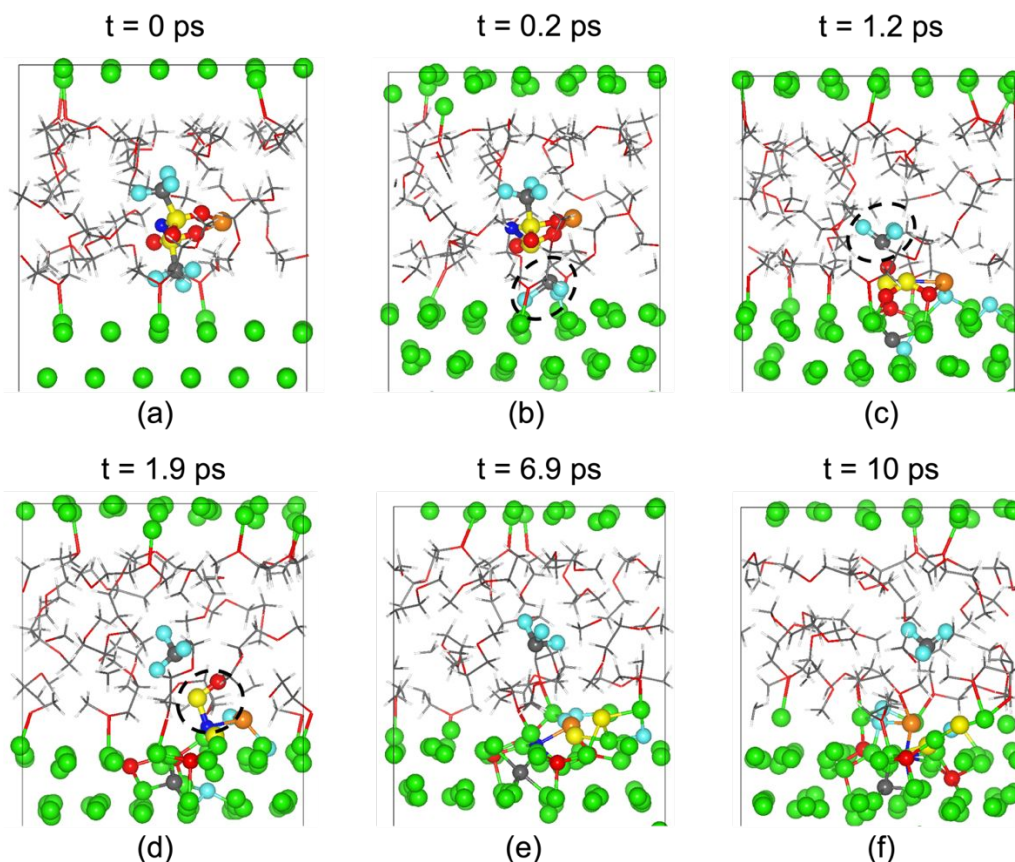 t = 0 ps
t = 0.2 ps
t = 1.2 ps
(a)
(b)
(c)
t = 1.9 ps
t = 6.9 ps
t = 10 ps
(d)
(e)
(f)